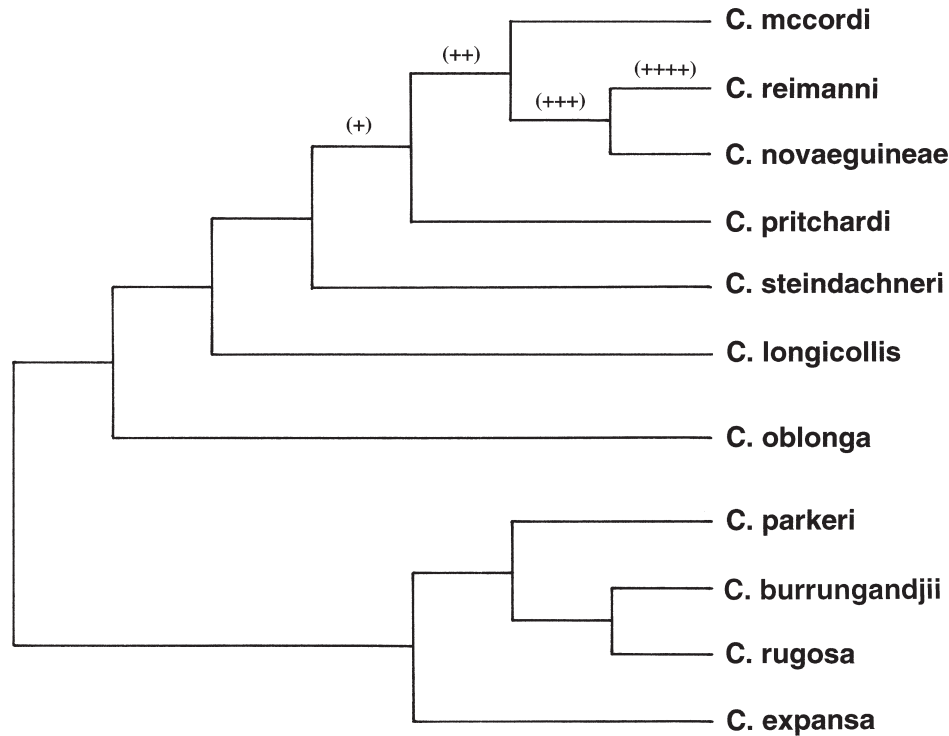 C. mccordi
(++)
(++++)
C. reimanni
(+++)
(+)
C. novaeguineae
C. pritchardi
C. steindachneri
C. longicollis
C. oblonga
C. parkeri
C. burrungandjii
C. rugosa
C. expansa